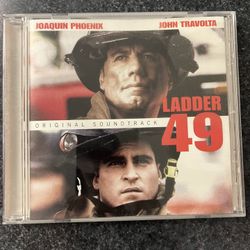 JOAQUIN PHOENIX JOHN TRAVOLTA
LADDER
ORIGINAL SOUNDTRACK
49